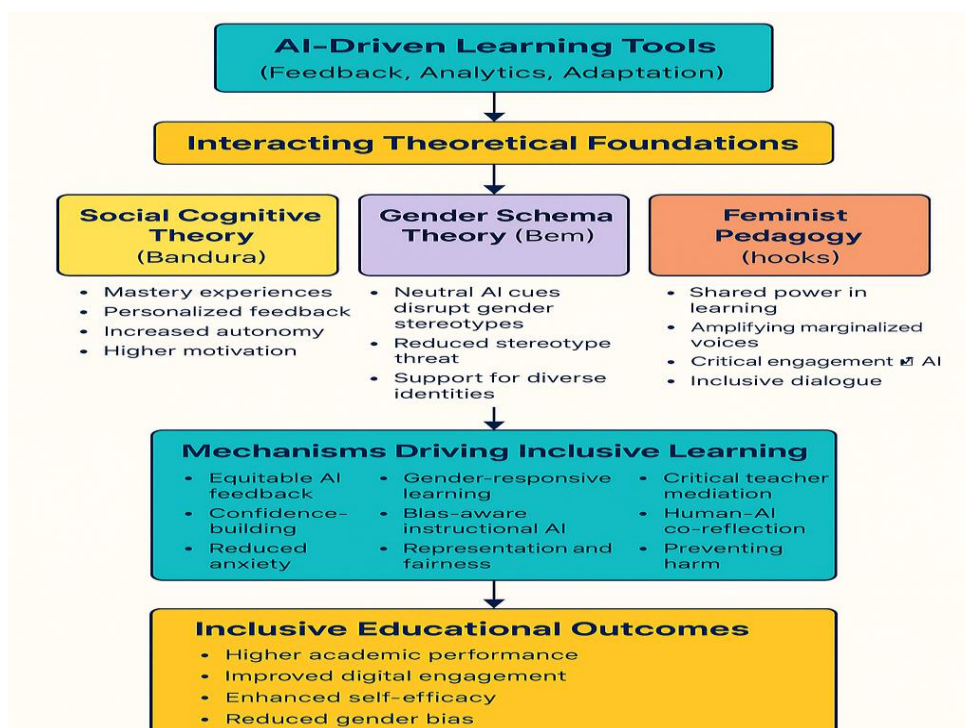 AI-Driven Learning Tools
(Feedback, Analytics, Adaptation)
Interacting Theoretical Foundations
Social Cognitive
Theory
(Bandura)
• Mastery experiences
• Personalized feedback
• Increased autonomy
• Higher motivation
Gender Schema
Theory (Bem)
• Neutral AI cues
disrupt gender
stereotypes
• Reduced stereotype
threat
• Support for diverse
identities
Feminist
Pedagogy
(hooks)
• Shared power in
learning
• Amplifying marginalized
voices
• Critical engagement AI
• Inclusive dialogue
Mechanisms Driving Inclusive Learning
• Equitable AI
feedback
• Confidence-
building
• Reduced
anxiety
• Gender-responsive
learning
• Bias-aware
instructional AI
• Representation and
fairness
• Critical teacher
mediation
• Human-AI
co-reflection
• Preventing
harm
Inclusive Educational Outcomes
• Higher academic performance
• Improved digital engagement
• Enhanced self-efficacy
• Reduced gender bias